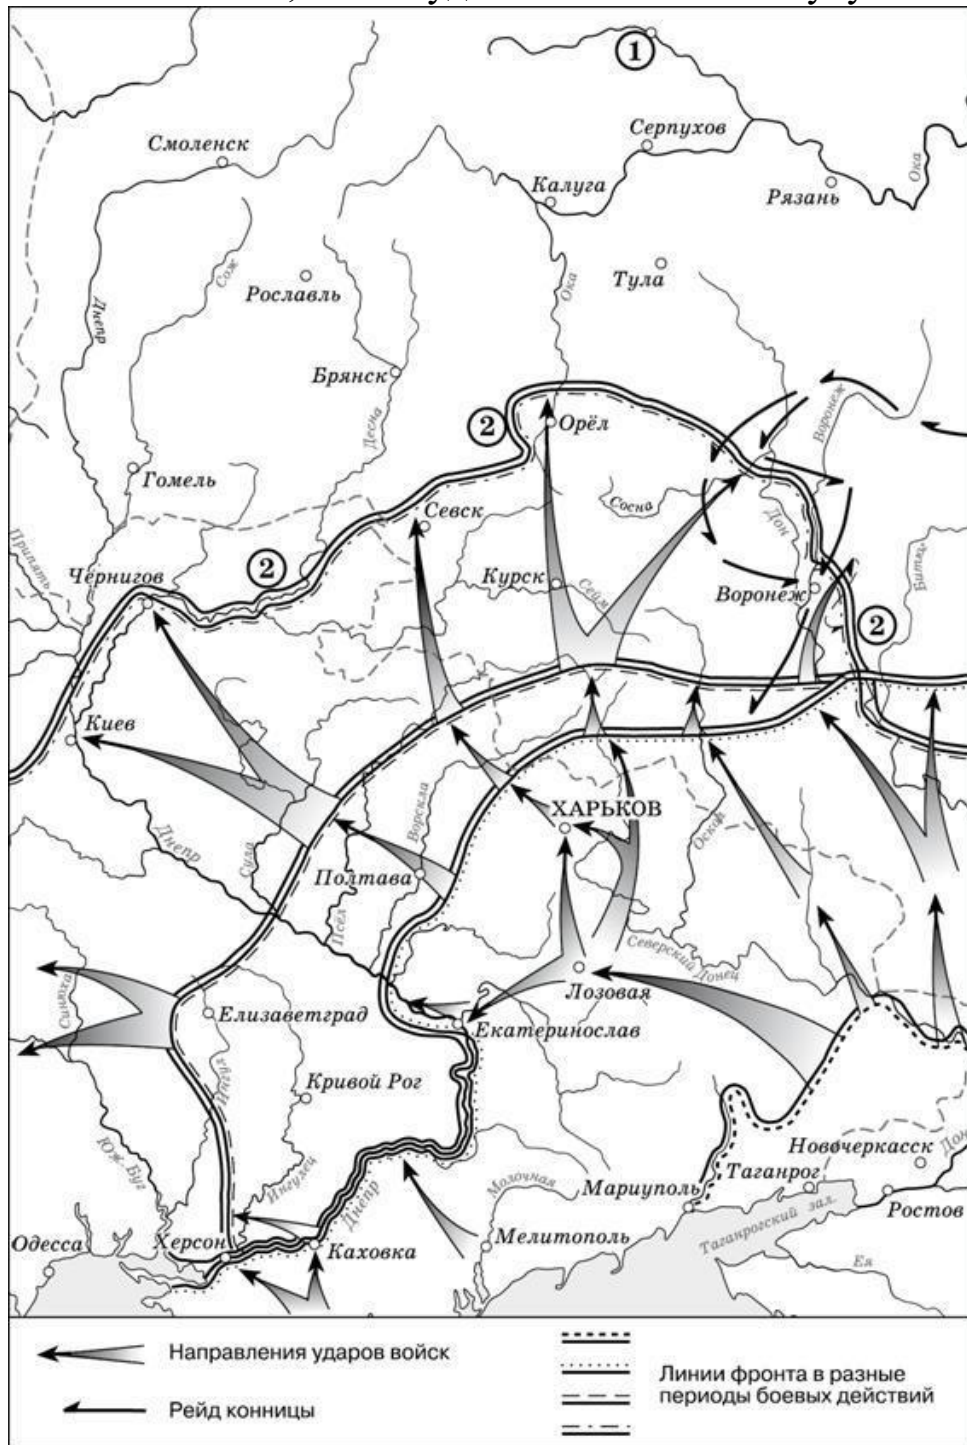 1
Серпухов
Смоленск
Калуга
Рязань
Ока
Тула
Сож
Рославль
Ока
Днепр
Брянск
Воронеж
Десна
2
Орёл
Гомель
Сосна
Дон
Севск
Припять
2
Чернигов
Курск
Сейм
Воронеж
Битюг
2
Киев
ХАРЬКОВ
Ворскла
Оскол
Днепр
Сула
Полтава
Псёл
Северский Донец
Синюха
Лозовая
Елизаветград
Екатеринослав
Ингул
Кривой Рог
Юж. Буг
Новочеркасск
Дон
Ингулец
Днепр
Молочная
Мариуполь
Таганрог
Ростов
Таганрогский зал.
Одесса
Херсон
Каховка
Мелитополь
Ея
Направления ударов войск
Рейд конницы
Линии фронта в разные
периоды боевых действий